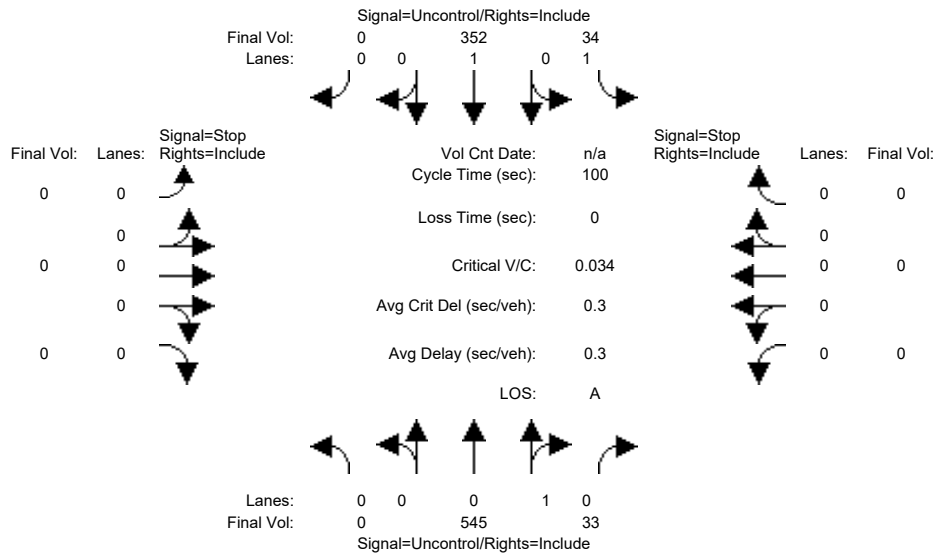 Signal=Uncontrol/Rights=Include
Final Vol: 0 352 34
Lanes: 0 0 1 0 1
Signal=Stop Signal=Stop
Final Vol: Lanes: Rights=Include Vol Cnt Date: n/a Rights=Include Lanes: Final Vol:
Cycle Time (sec): 100
0 0 0 0
Loss Time (sec): 0
0 0
0 0 Critical V/C: 0.034 0 0
0 Avg Crit Del (sec/veh): 0.3 0
0 0 Avg Delay (sec/veh): 0.3 0 0
LOS: A
Lanes: 0 0 0 1 0
Final Vol: 0 545 33
Signal=Uncontrol/Rights=Include